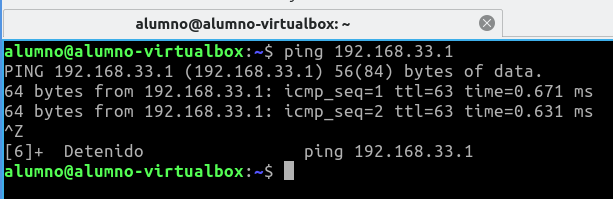 alumno@alumno-virtualbox: ~
alumno@alumno-virtualbox:~$ ping 192.168.33.1
PING 192.168.33.1 (192.168.33.1) 56(84) bytes of data.
64 bytes from 192.168.33.1: icmp_seq=1 ttl=63 time=0.671 ms
64 bytes from 192.168.33.1: icmp_seq=2 ttl=63 time=0.631 ms
^Z
[6]+  Detenido                ping 192.168.33.1
alumno@alumno-virtualbox:~$